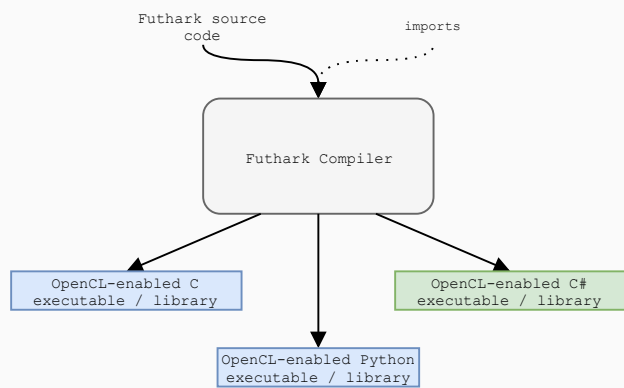 Futhark source
code
imports
Futhark Compiler
OpenCL-enabled C
executable / library
OpenCL-enabled C#
executable / library
OpenCL-enabled Python
executable / library